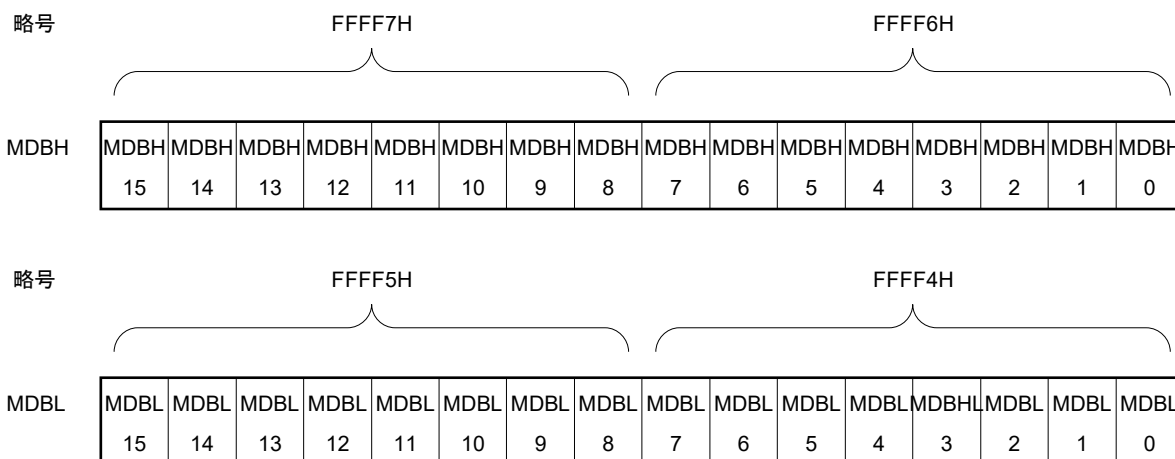 略号 FFFF7H FFFF6H
MDBH MDBH MDBH MDBH MDBH MDBH MDBH MDBH MDBH MDBH MDBH MDBH MDBH MDBH MDBH MDBH MDBH
15 14 13 12 11 10 9 8 7 6 5 4 3 2 1 0
略号 FFFF5H FFFF4H
MDBL MDBL MDBL MDBL MDBL MDBL MDBL MDBL MDBL MDBL MDBL MDBL MDBL MDBHL MDBL MDBL MDBL
15 14 13 12 11 10 9 8 7 6 5 4 3 2 1 0